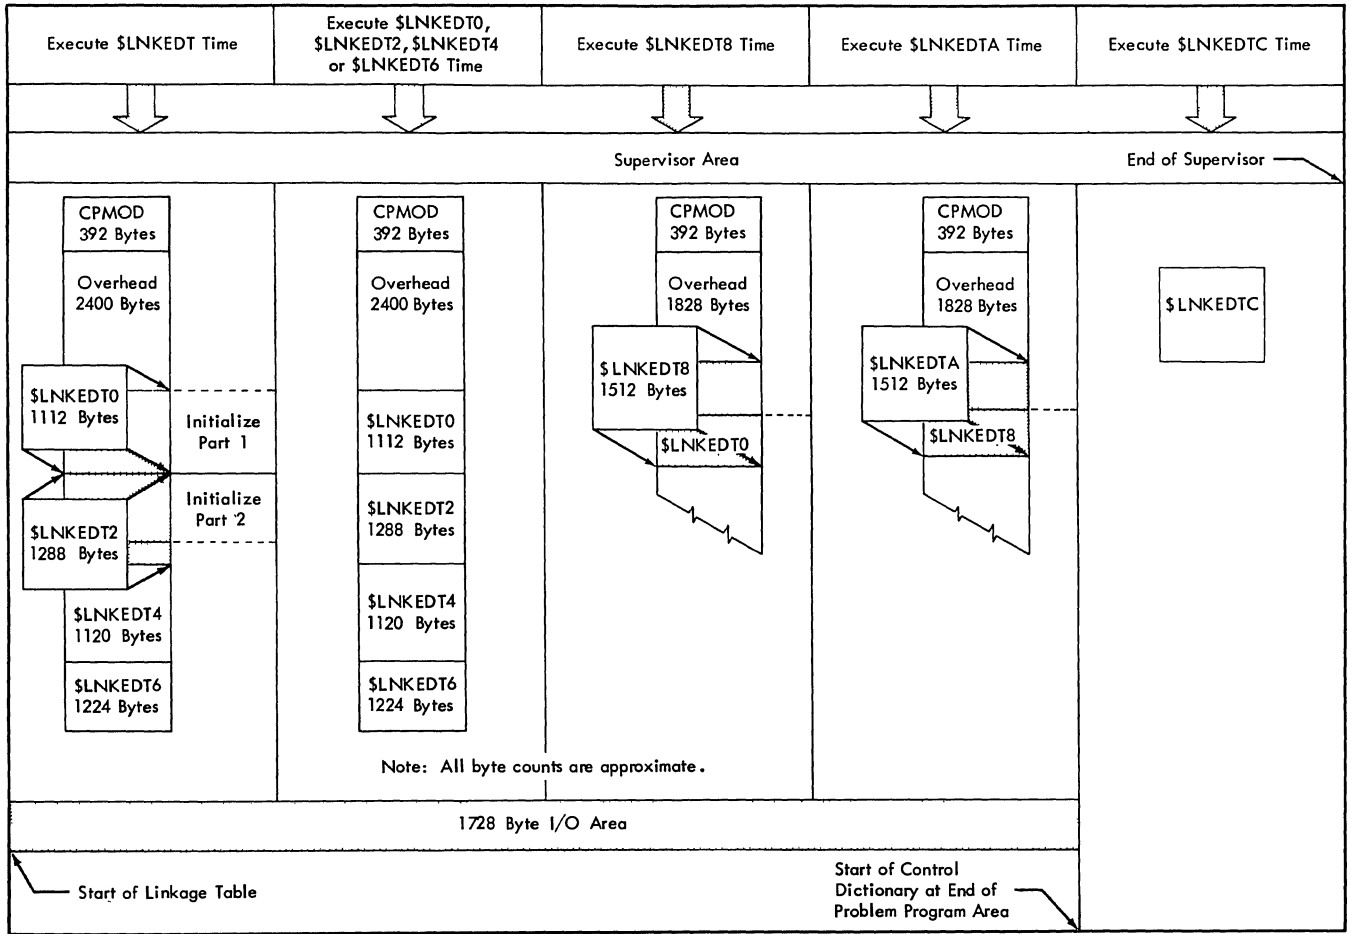 Execute $LNKEDT Time
Execute $LNKEDT0,
$LNKEDT2, $LNKEDT4
or $LNKEDT6 Time
Execute $LNKEDT8 Time
Execute $LNKEDTA Time
Execute $LNKEDTC Time
Supervisor Area
End of Supervisor
CPMOD
392 Bytes
Overhead
2400 Bytes
$LNKEDT0
1112 Bytes
Initialize
Part 1
$LNKEDT2
1288 Bytes
Initialize
Part 2
$LNKEDT4
1120 Bytes
$LNKEDT6
1224 Bytes
CPMOD
392 Bytes
Overhead
2400 Bytes
$LNKEDT0
1112 Bytes
$LNKEDT2
1288 Bytes
$LNKEDT4
1120 Bytes
$LNKEDT6
1224 Bytes
CPMOD
392 Bytes
Overhead
1828 Bytes
$LNKEDT8
1512 Bytes
$LNKEDT0
CPMOD
392 Bytes
Overhead
1828 Bytes
$LNKEDTA
1512 Bytes
$LNKEDT8
$LNKEDTC
Note: All byte counts are approximate.
1728 Byte I/O Area
Start of Linkage Table
Start of Control
Dictionary at End of
Problem Program Area